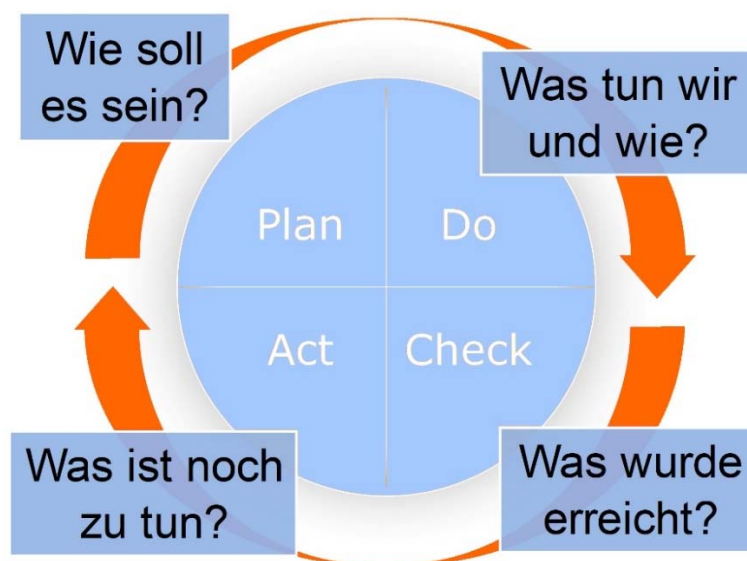 Wie soll
es sein?
Was tun wir
und wie?
Plan
Do
Act
Check
Was ist noch
zu tun?
Was wurde
erreicht?